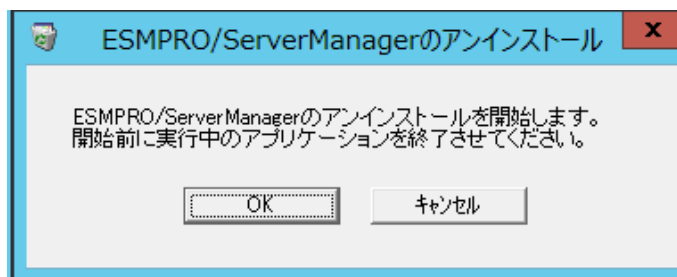 ESMPRO/ServerManagerのアンインストール
x
ESMPRO/ServerManagerのアンインストールを開始します。
開始前に実行中のアプリケーションを終了させてください。
OK
キャンセル